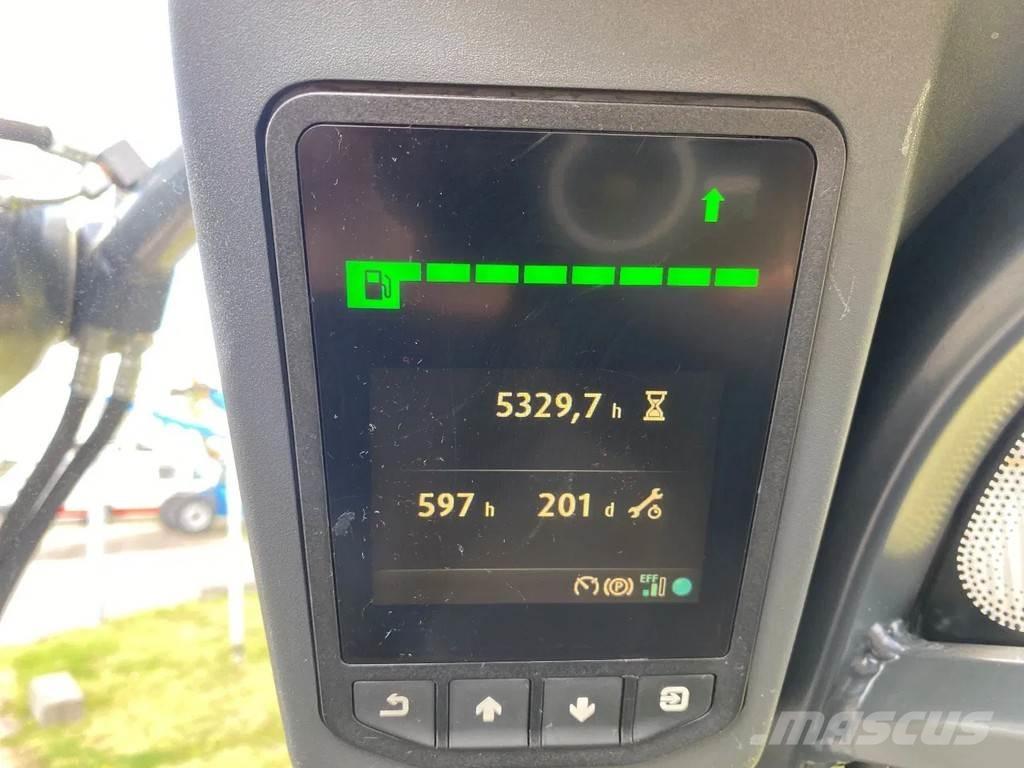 5329,7 h
597 h 201 d
(P) EFF
MASCUS